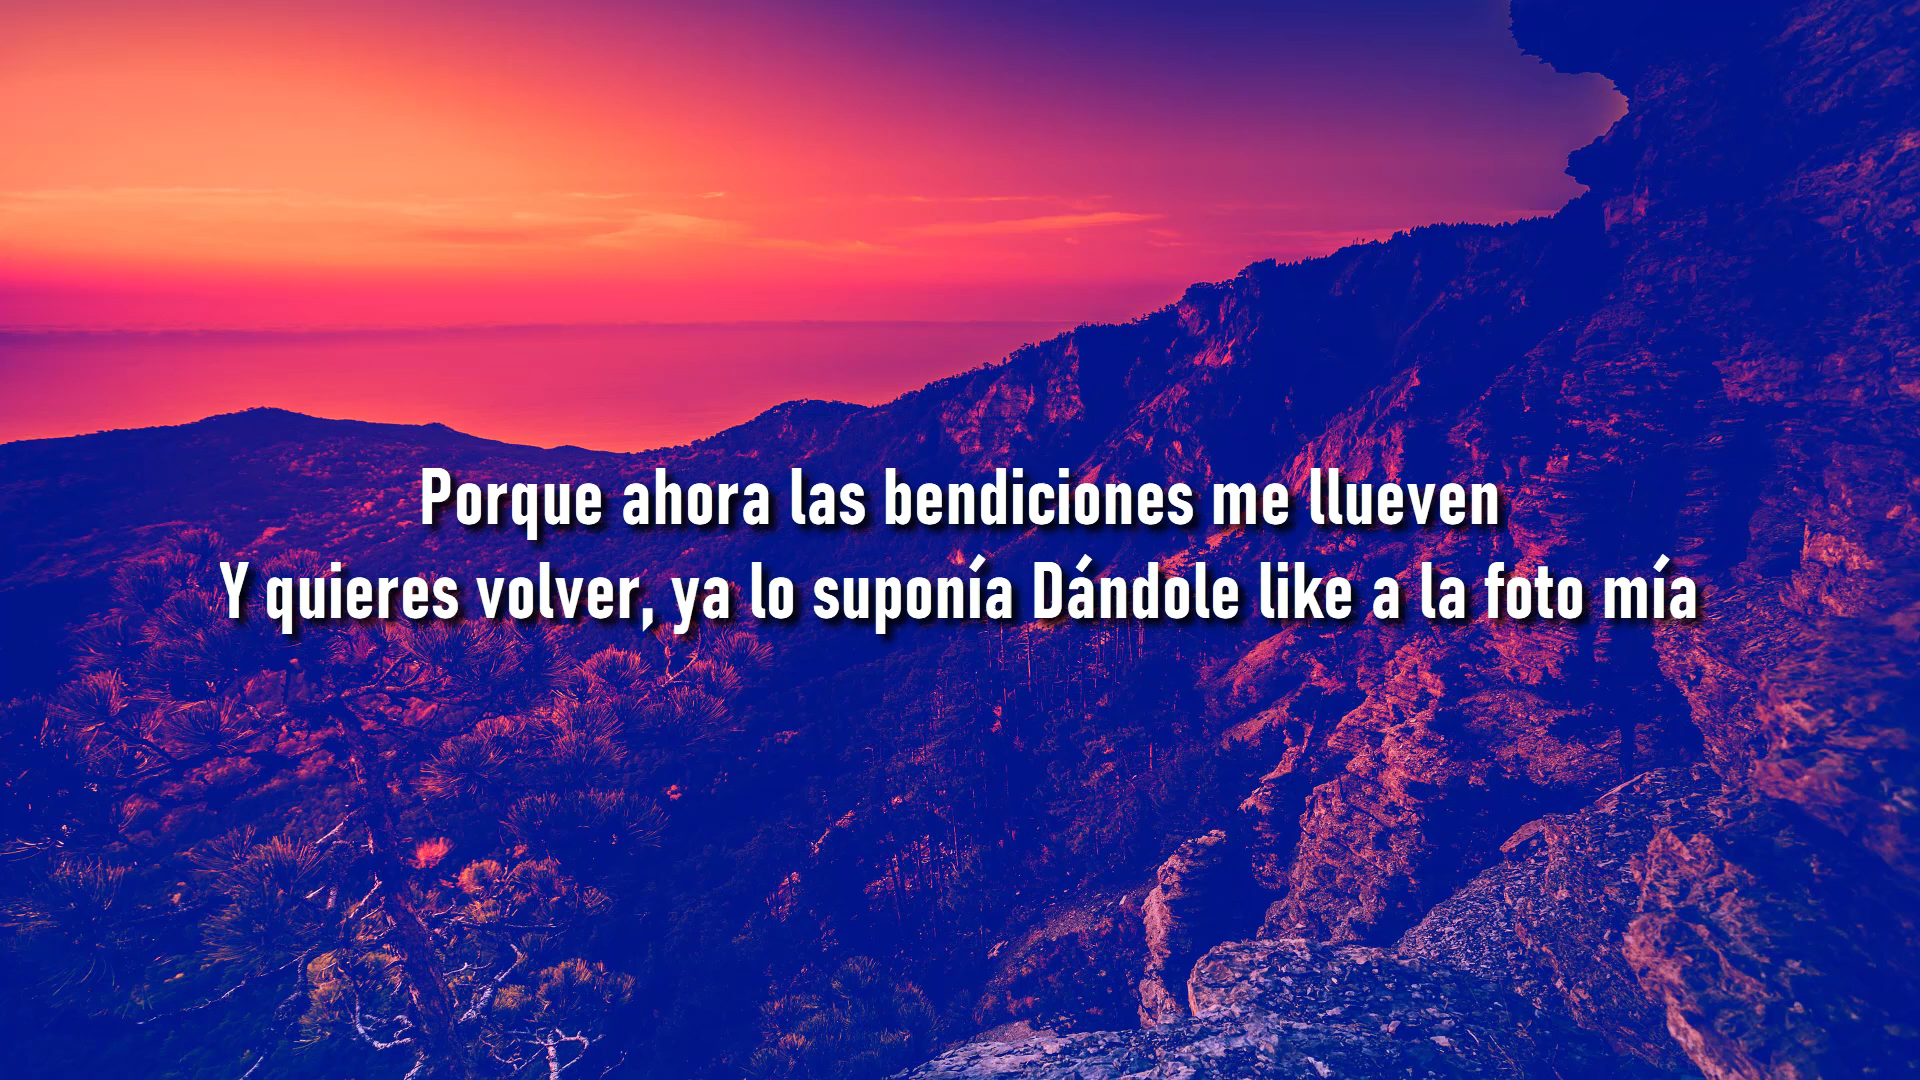 Porque ahora las bendiciones me llueven
Y quieres volver, ya lo suponía Dándole like a la foto mía